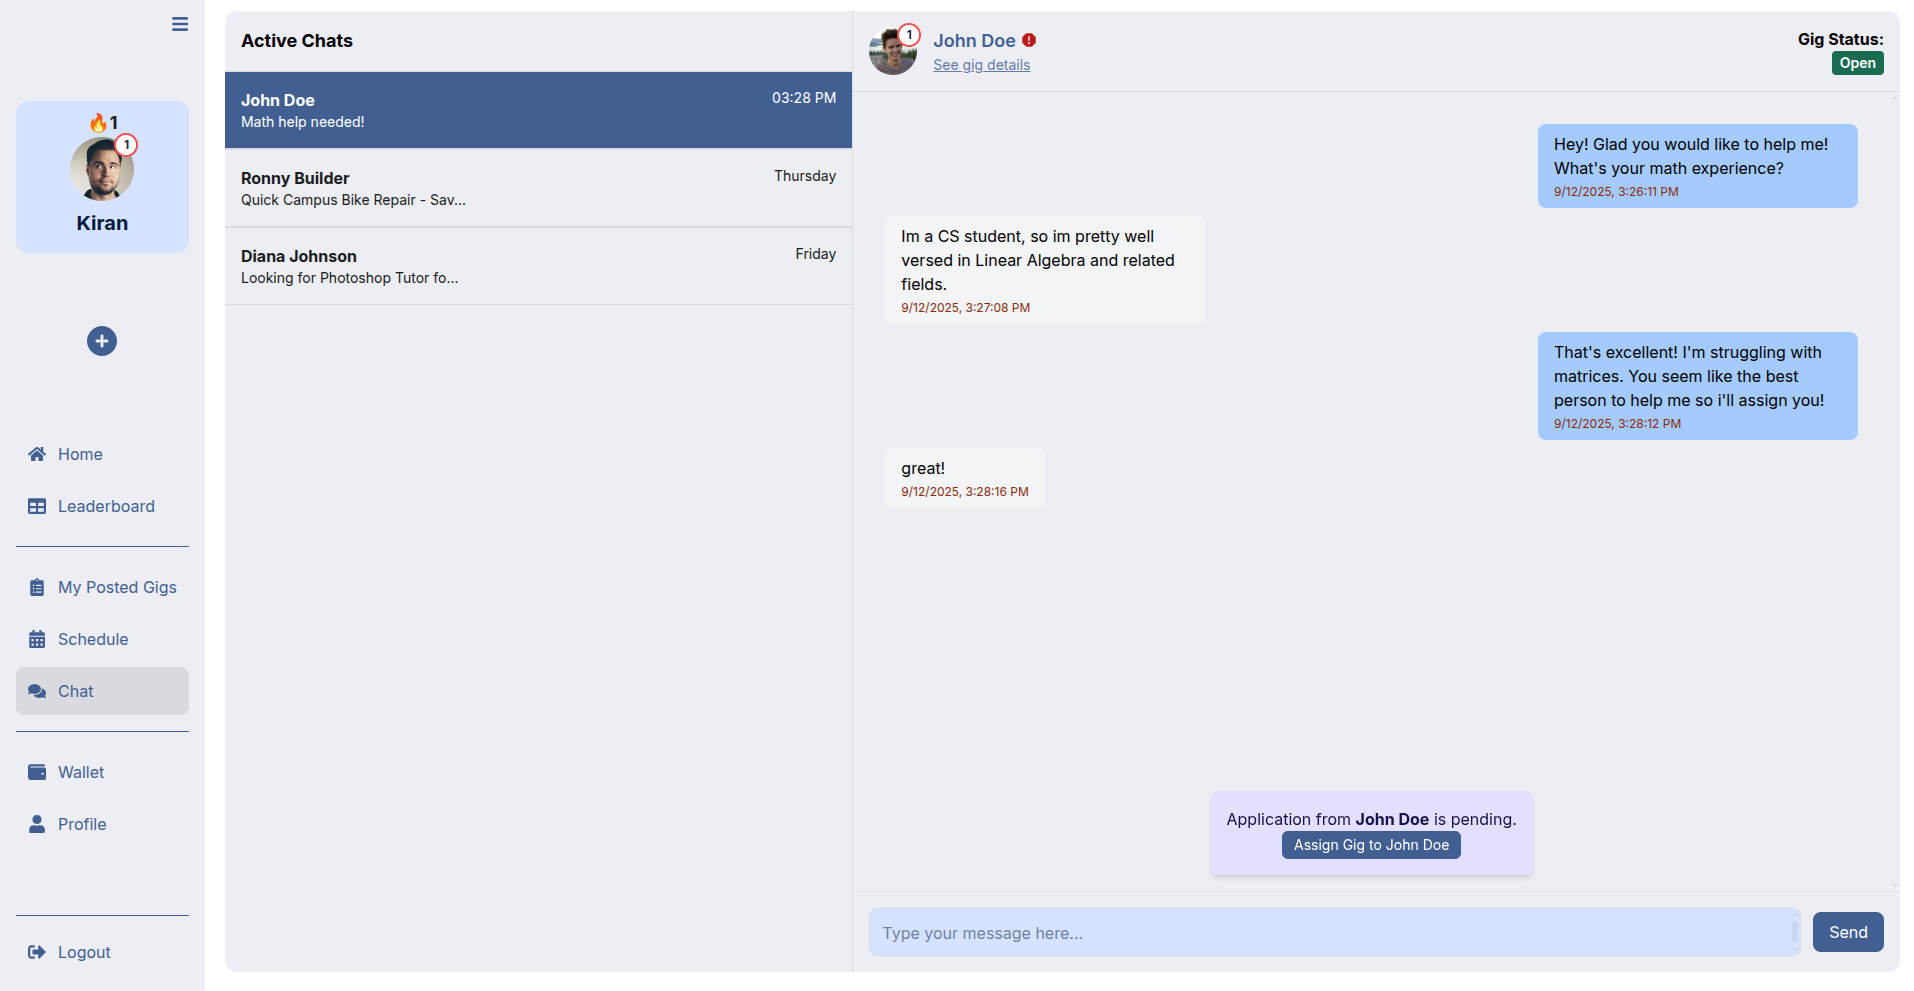 🔥1
1
Kiran
Home
Leaderboard
My Posted Gigs
Schedule
Chat
Wallet
Profile
Logout
Active Chats
John Doe
03:28 PM
Math help needed!
Ronny Builder
Thursday
Quick Campus Bike Repair - Sav...
Diana Johnson
Friday
Looking for Photoshop Tutor fo...
1
John Doe
See gig details
Gig Status:
Open
Hey! Glad you would like to help me!
What's your math experience?
9/12/2025, 3:26:11 PM
Im a CS student, so im pretty well
versed in Linear Algebra and related
fields.
9/12/2025, 3:27:08 PM
That's excellent! I'm struggling with
matrices. You seem like the best
person to help me so i'll assign you!
9/12/2025, 3:28:12 PM
great!
9/12/2025, 3:28:16 PM
Application from John Doe is pending.
Assign Gig to John Doe
Type your message here...
Send